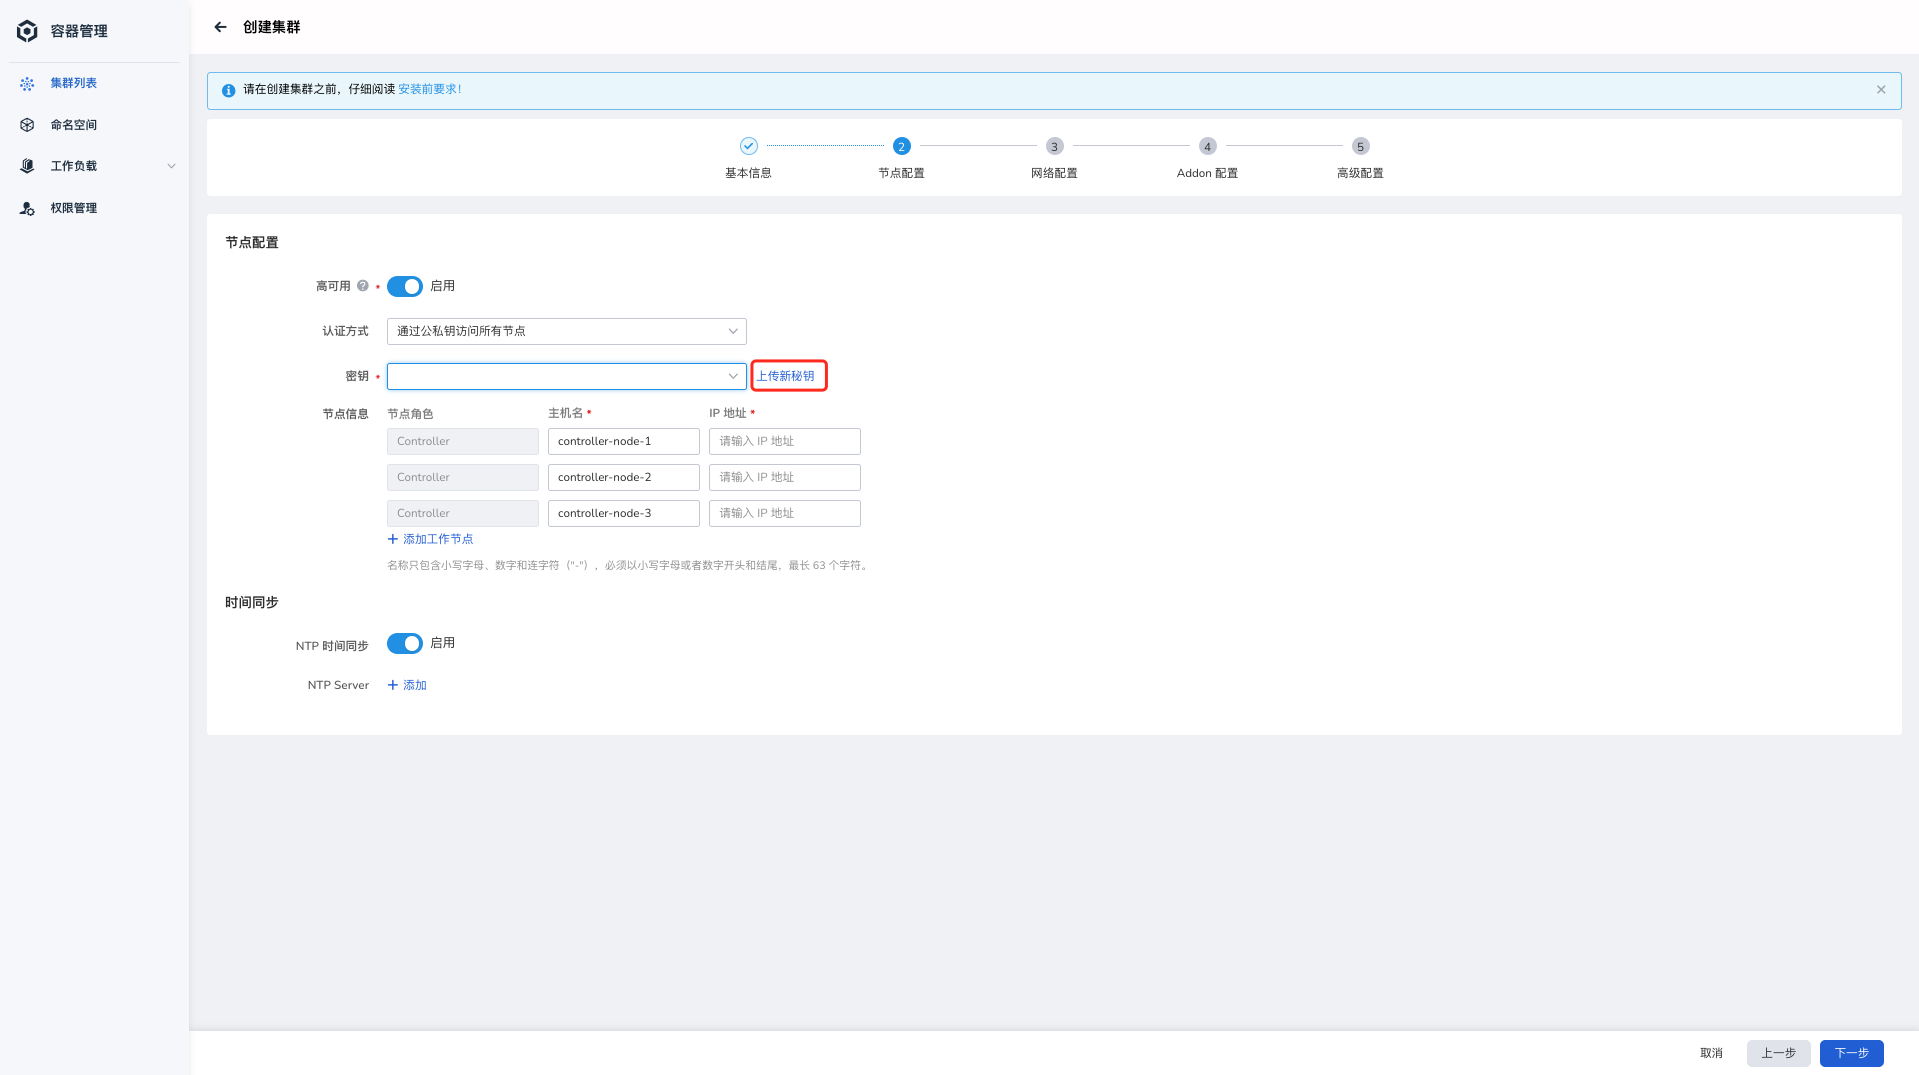 容器管理
集群列表
命名空间
工作负载
权限管理
创建集群
请在创建集群之前，仔细阅读 安装前要求！
2 3 4 5
基本信息 节点配置 网络配置 Addon 配置 高级配置
节点配置
高可用 ? * 启用
认证方式 通过公私钥访问所有节点
密钥 * 上传新秘钥
节点信息 节点角色 主机名 * IP 地址 *
Controller controller-node-1 请输入 IP 地址
Controller controller-node-2 请输入 IP 地址
Controller controller-node-3 请输入 IP 地址
+ 添加工作节点
名称只包含小写字母、数字和连字符（"-"），必须以小写字母或者数字开头和结尾，最长 63 个字符。
时间同步
NTP 时间同步 启用
NTP Server + 添加
取消 上一步 下一步